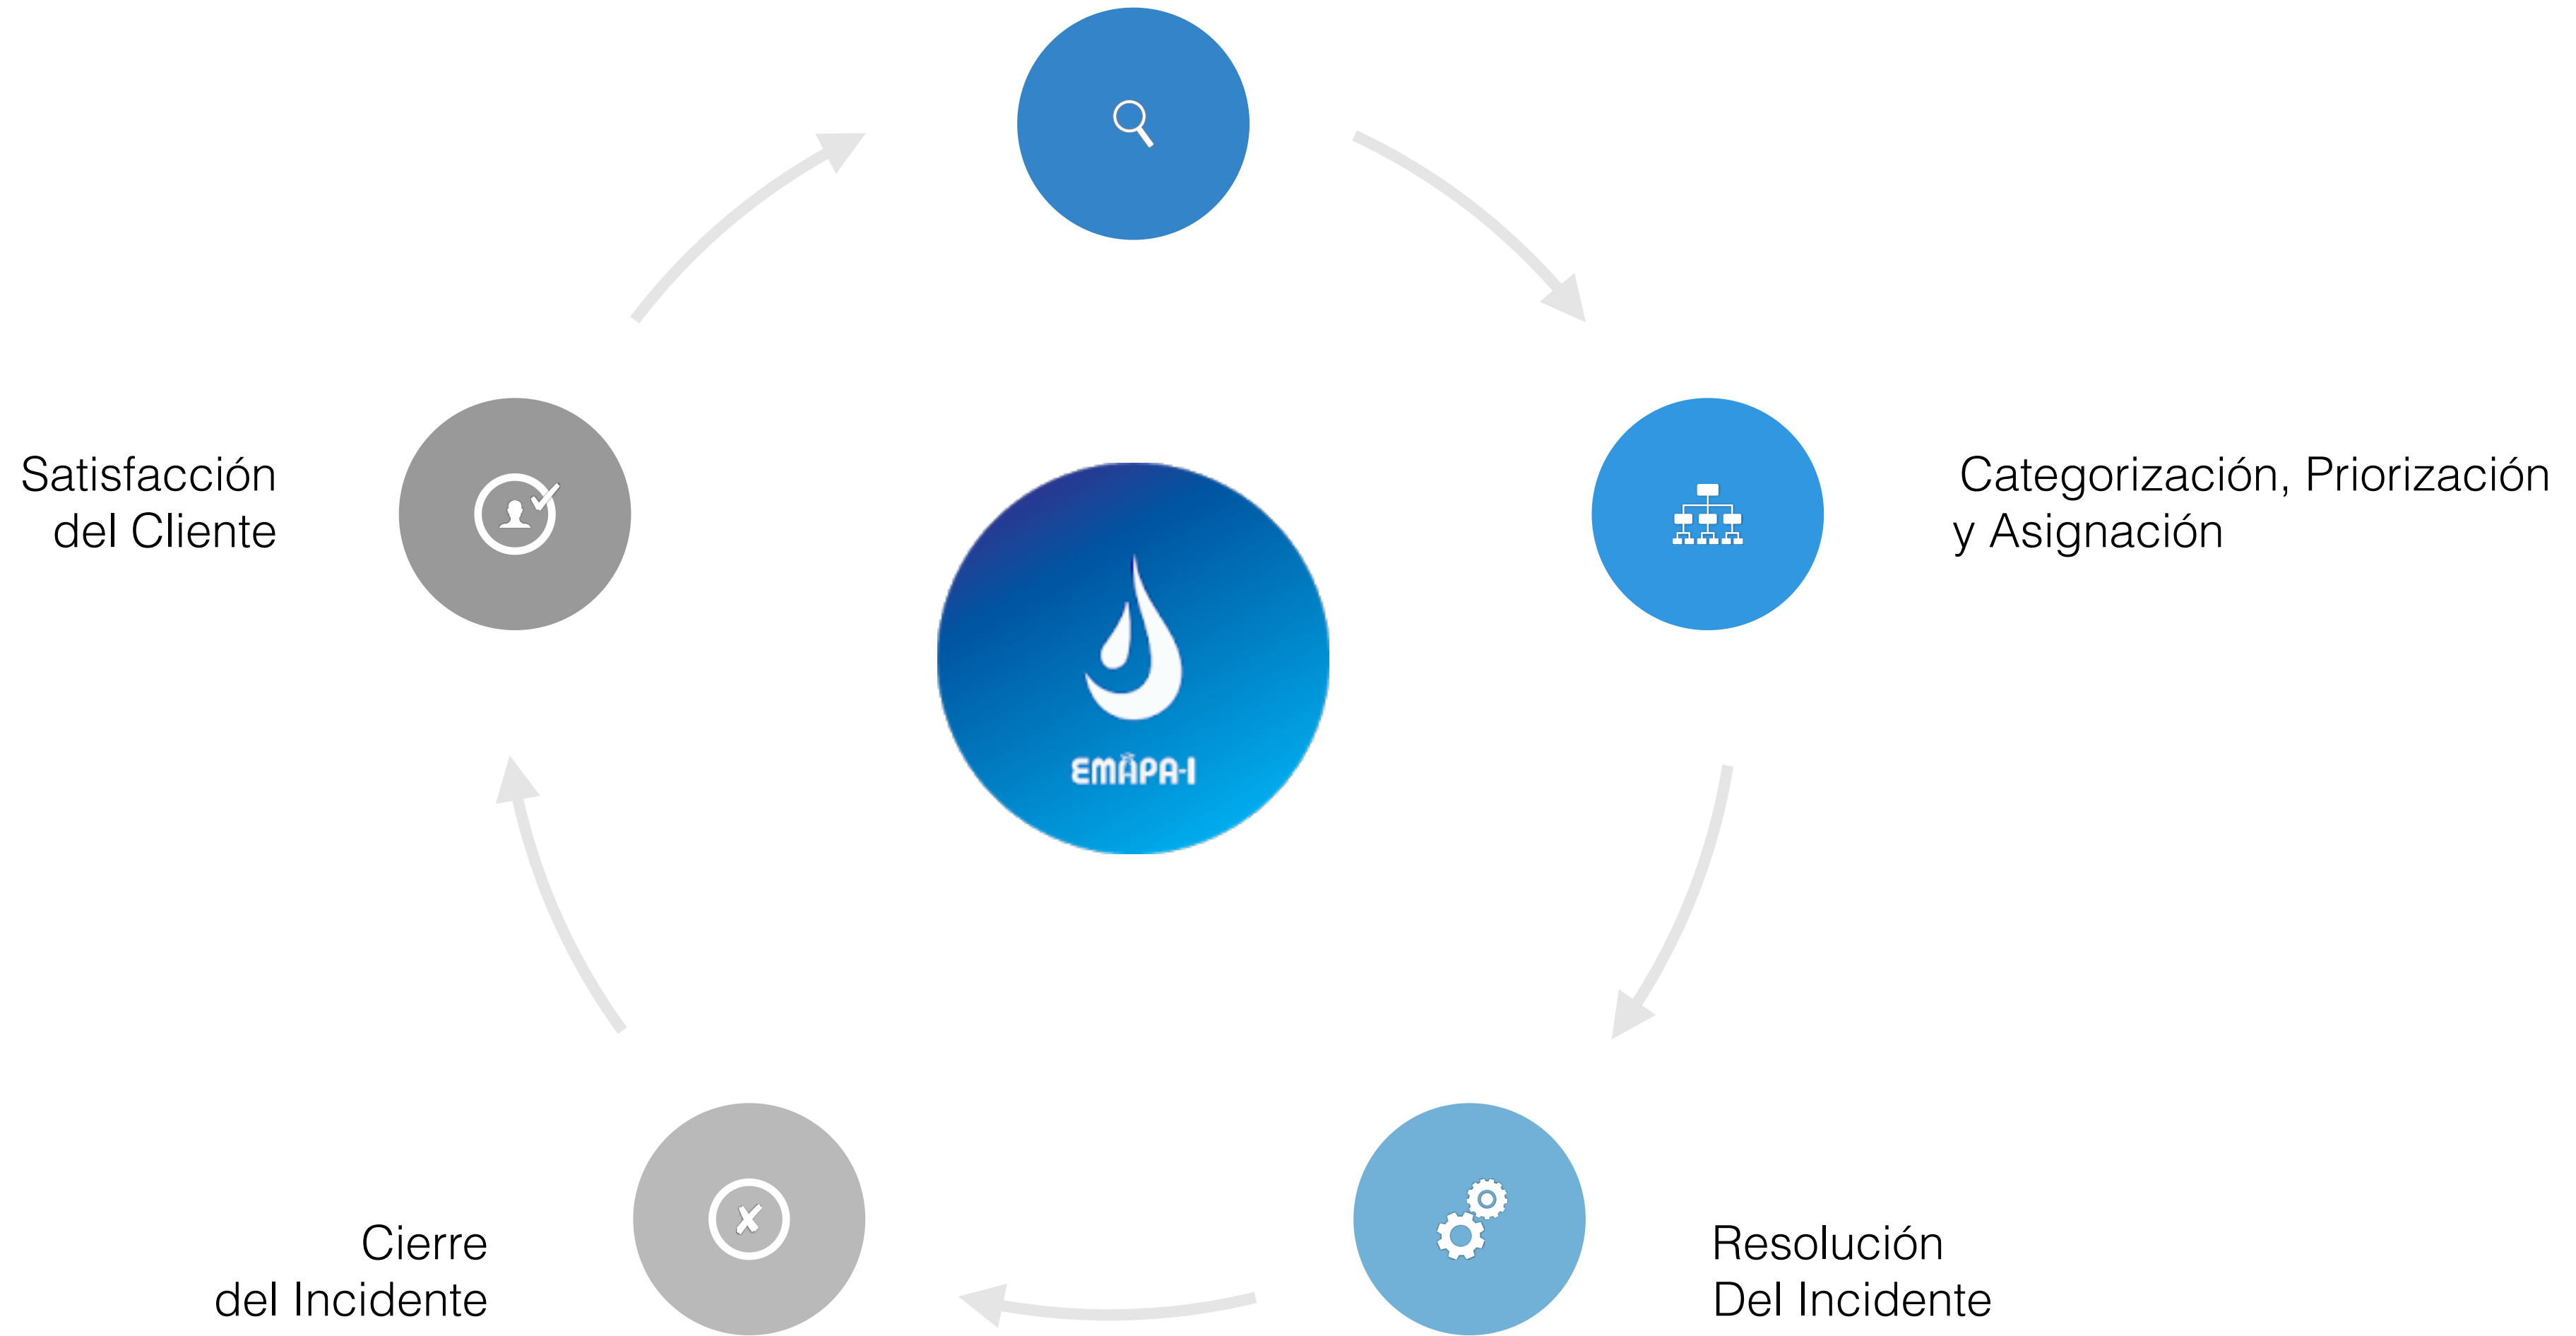 Satisfacción
del Cliente
Categorización, Priorización
y Asignación
EMAPA-I
Cierre
del Incidente
Resolución
Del Incidente